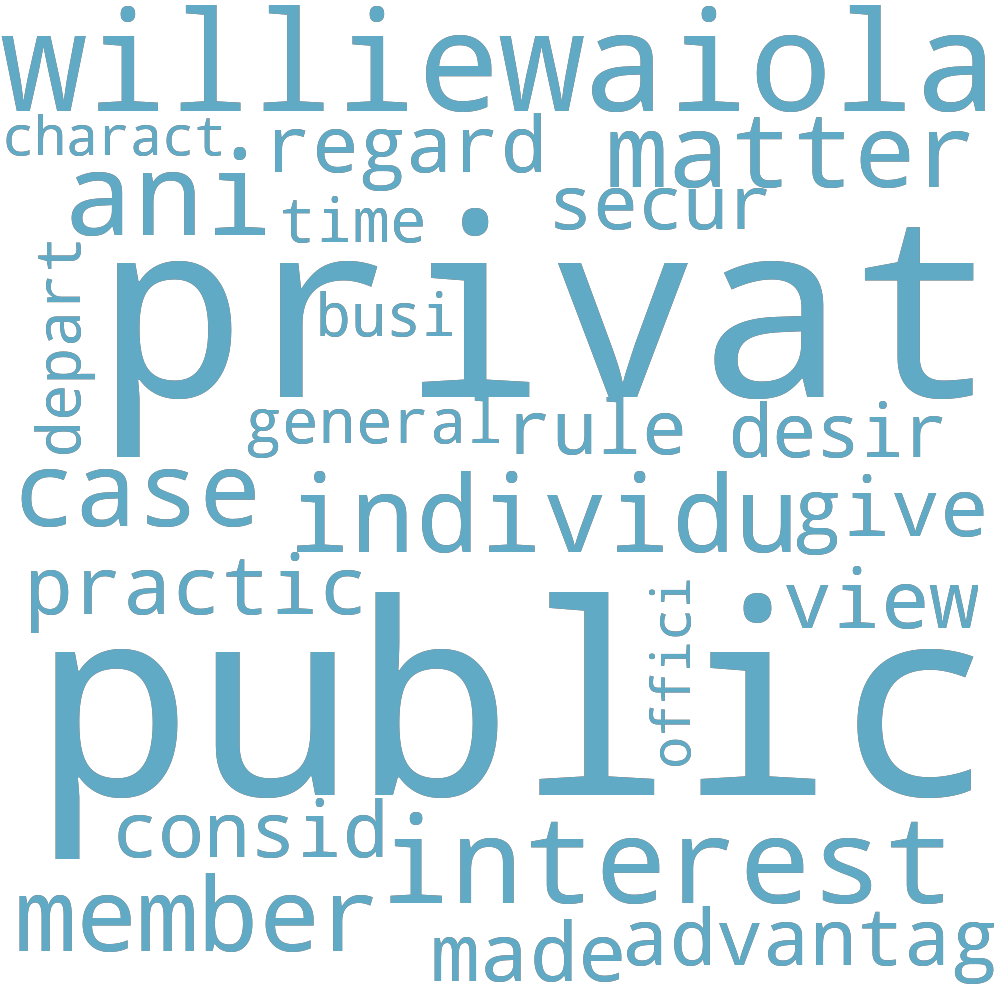 williewaiola
charact
regard
matter
ani
time
secur
depart
privat
busi
general
rule
desir
case
individu
give
practic
view
public
offici
consid
interest
member
made
advantag